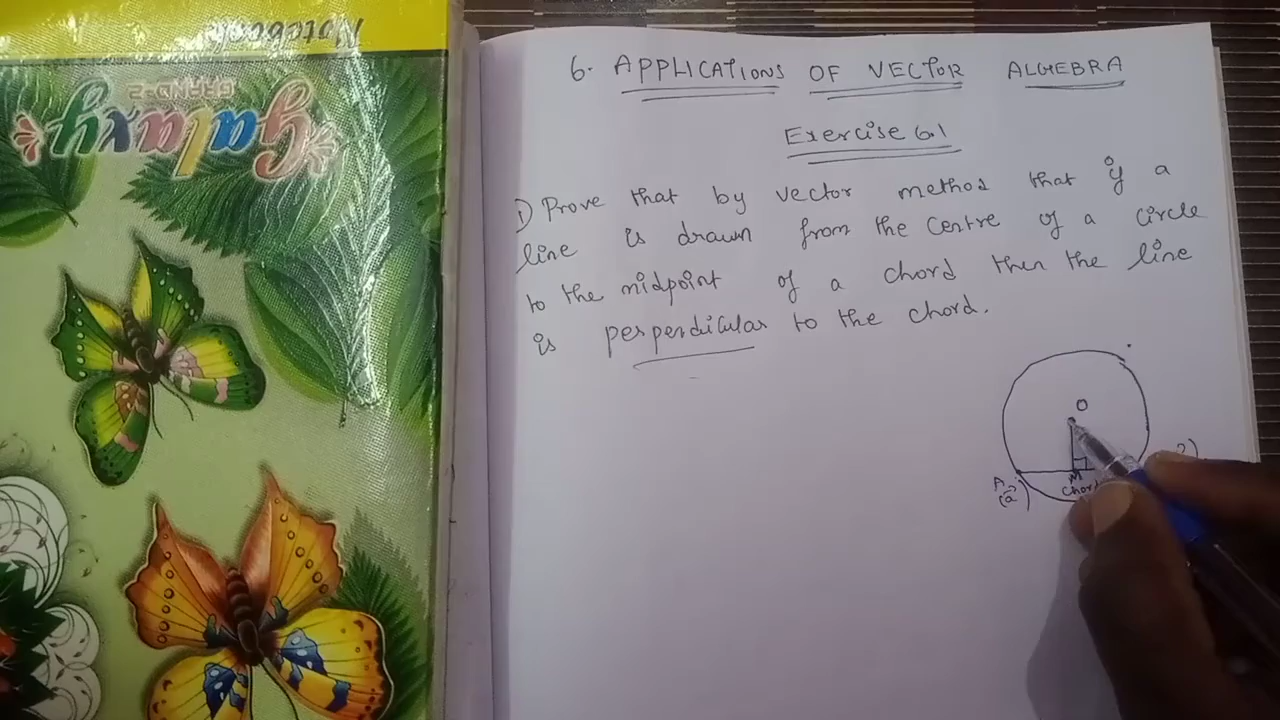 Notebook
Galaxy
GRAND-2
6. APPLICATIONS OF VECTOR ALGEBRA
Exercise 6.1
1) Prove that by vector method that if a
line is drawn from the centre of a circle
to the midpoint of a chord then the line
is perpendicular to the chord.
O
A
M
(a⃗)
chord